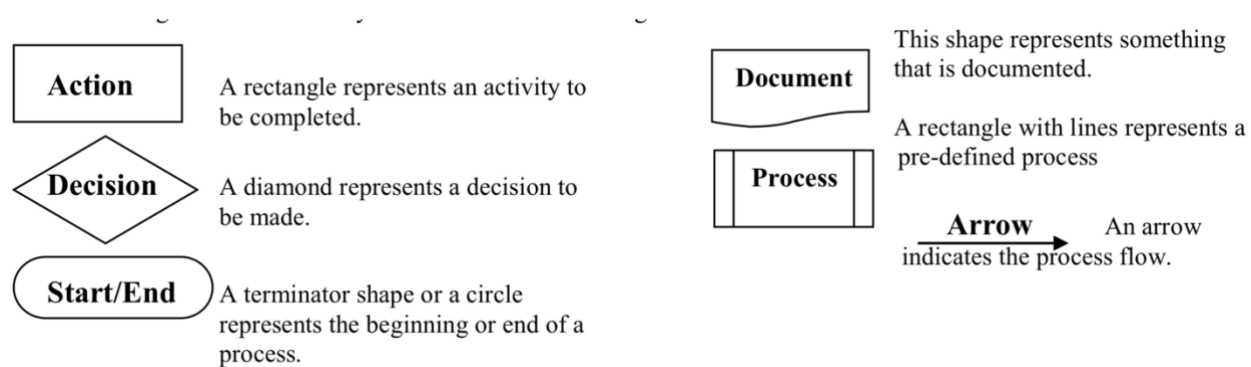 Action
A rectangle represents an activity to
be completed.
Decision
A diamond represents a decision to
be made.
Start/End
A terminator shape or a circle
represents the beginning or end of a
process.
Document
This shape represents something
that is documented.
Process
A rectangle with lines represents a
pre-defined process
Arrow
An arrow
indicates the process flow.